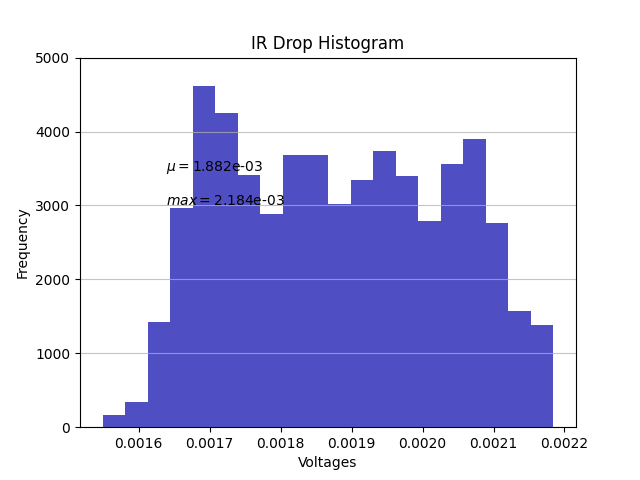 IR Drop Histogram
5000
4000
3000
2000
1000
0
Frequency
μ = 1.882e-03
max = 2.184e-03
0.0016 0.0017 0.0018 0.0019 0.0020 0.0021 0.0022
Voltages